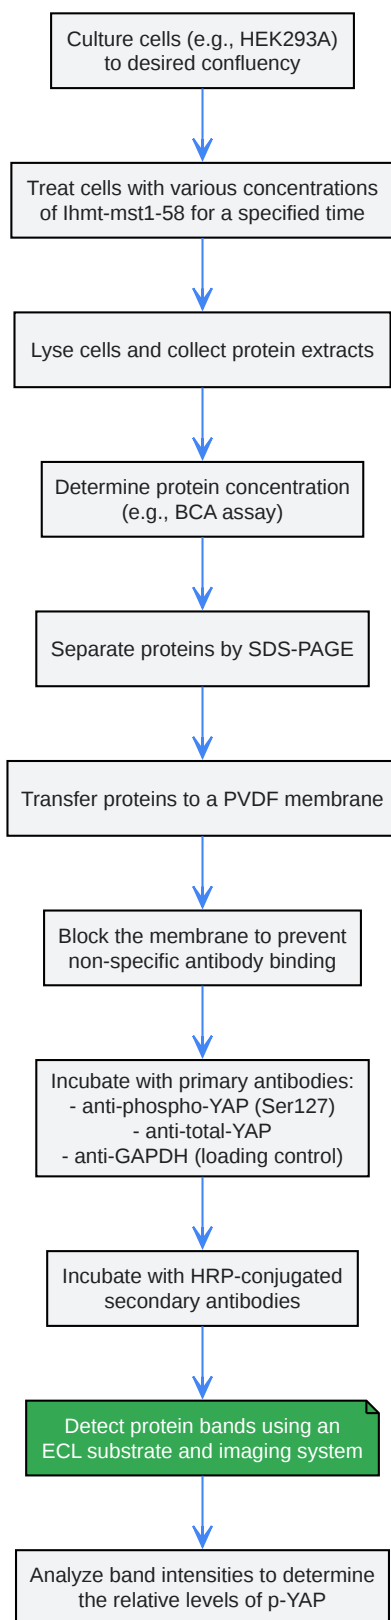 Culture cells (e.g., HEK293A)
to desired confluency
Treat cells with various concentrations
of lhmt-mst1-58 for a specified time
Lyse cells and collect protein extracts
Determine protein concentration
(e.g., BCA assay)
Separate proteins by SDS-PAGE
Transfer proteins to a PVDF membrane
Block the membrane to prevent
non-specific antibody binding
Incubate with primary antibodies:
- anti-phospho-YAP (Ser127)
- anti-total-YAP
- anti-GAPDH (loading control)
Incubate with HRP-conjugated
secondary antibodies
Detect protein bands using an
ECL substrate and imaging system
Analyze band intensities to determine
the relative levels of p-YAP